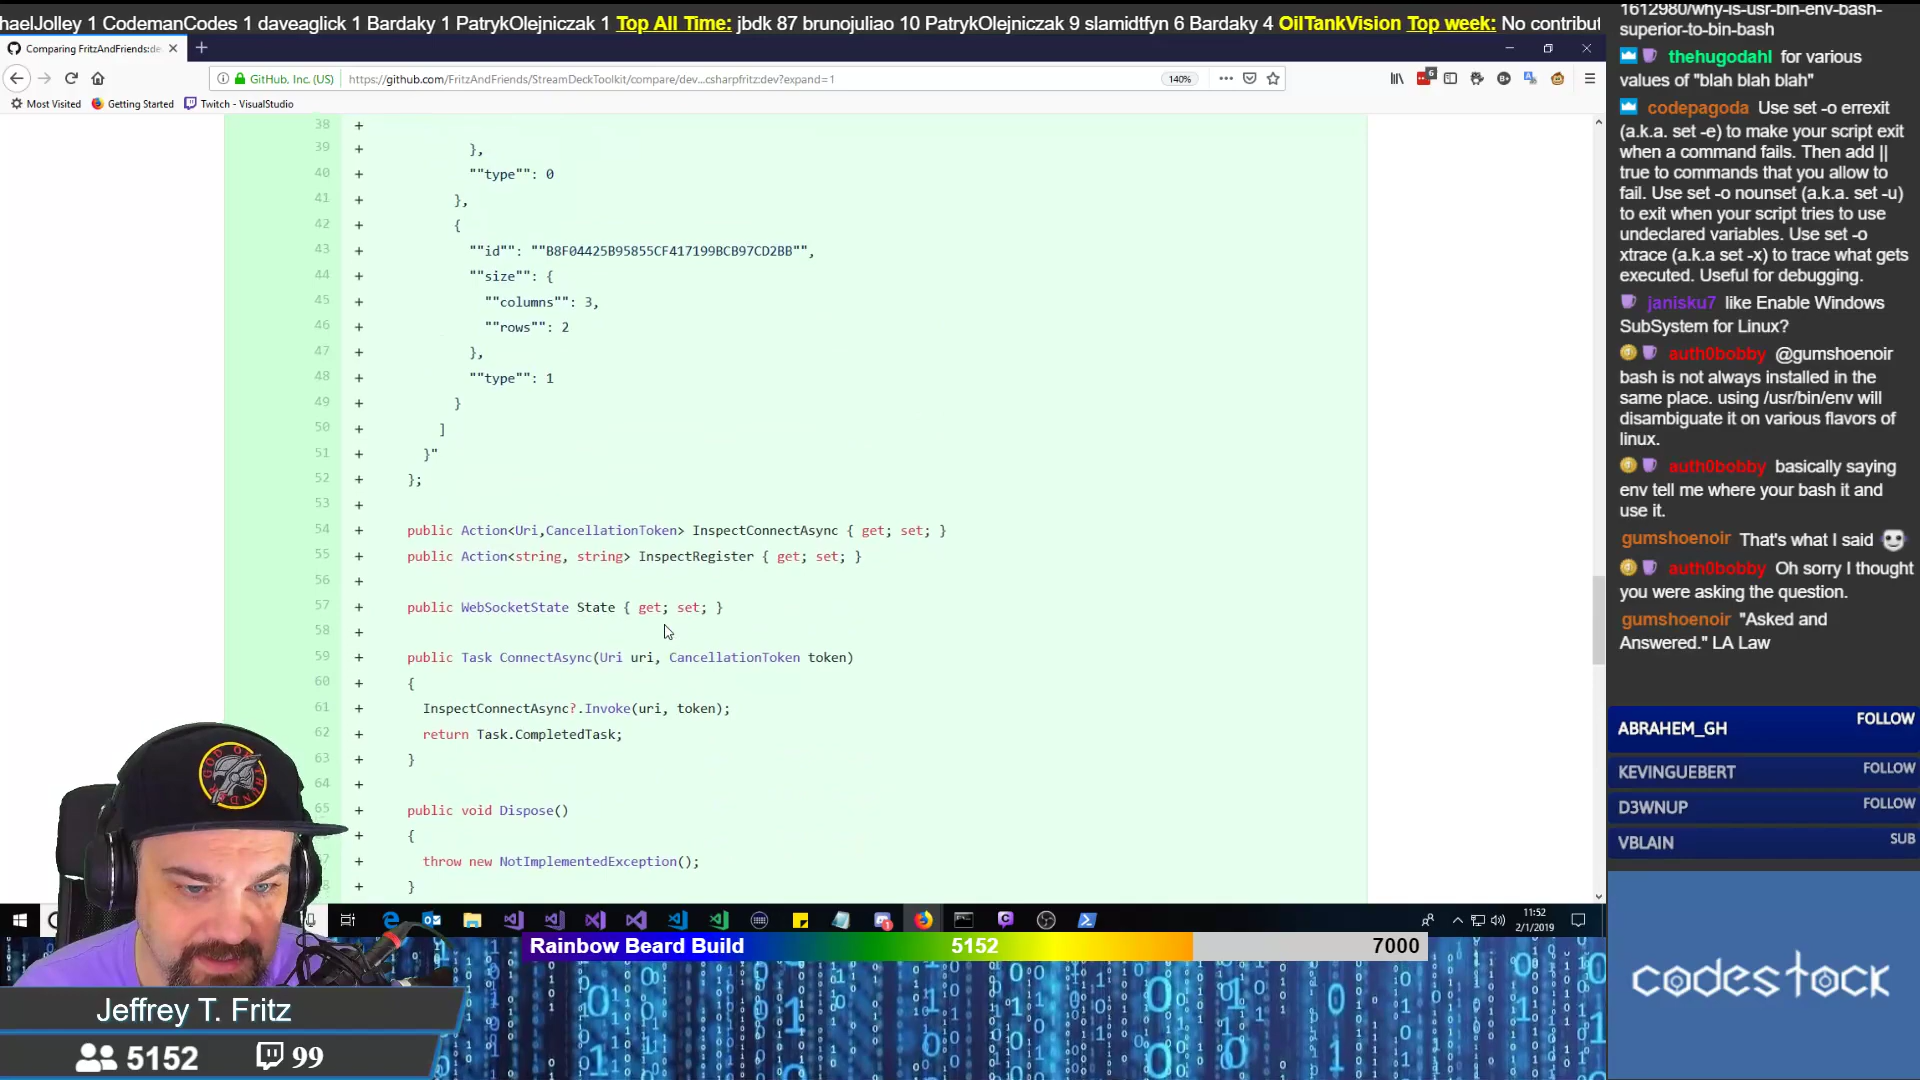 haelJolley 1 CodemanCodes 1 daveaglick 1 Bardaky 1 PatrykOlejniczak 1 Top All Time: jbdk 87 brunojuliao 10 PatrykOlejniczak 9 slamidtfyn 6 Bardaky 4 OilTankVision Top week: No contribut
Comparing FritzAndFriends:de
GitHub, Inc. (US)
https://github.com/FritzAndFriends/StreamDeckToolkit/compare/dev...csharpfritz:dev?expand=1
140%
6
Most Visited
Getting Started
Twitch - VisualStudio
38 +
39 + },
40 + ""type"": 0
41 + },
42 + {
43 + ""id"": ""B8F04425B95855CF417199BCB97CD2BB"",
44 + ""size"": {
45 + ""columns"": 3,
46 + ""rows"": 2
47 + },
48 + ""type"": 1
49 + }
50 + ]
51 + }"
52 + };
53 +
54 + public Action<Uri,CancellationToken> InspectConnectAsync { get; set; }
55 + public Action<string, string> InspectRegister { get; set; }
56 +
57 + public WebSocketState State { get; set; }
58 +
59 + public Task ConnectAsync(Uri uri, CancellationToken token)
60 + {
61 + InspectConnectAsync?.Invoke(uri, token);
62 + return Task.CompletedTask;
63 + }
64 +
65 + public void Dispose()
+ {
7 + throw new NotImplementedException();
8 + }
1612980/why-is-usr-bin-env-bash-
superior-to-bin-bash
thehugodahl for various
values of "blah blah blah"
codepagoda Use set -o errexit
(a.k.a. set -e) to make your script exit
when a command fails. Then add ||
true to commands that you allow to
fail. Use set -o nounset (a.k.a. set -u)
to exit when your script tries to use
undeclared variables. Use set -o
xtrace (a.k.a set -x) to trace what gets
executed. Useful for debugging.
janisku7 like Enable Windows
SubSystem for Linux?
auth0bobby @gumshoenoir
bash is not always installed in the
same place. using /usr/bin/env will
disambiguate it on various flavors of
linux.
auth0bobby basically saying
env tell me where your bash it and
use it.
gumshoenoir That's what I said
auth0bobby Oh sorry I thought
you were asking the question.
gumshoenoir "Asked and
Answered." LA Law
ABRAHEM_GH FOLLOW
KEVINGUEBERT FOLLOW
D3WNUP FOLLOW
VBLAIN SUB
11:52
2/1/2019
Rainbow Beard Build 5152 7000
Jeffrey T. Fritz
5152 99
codestock